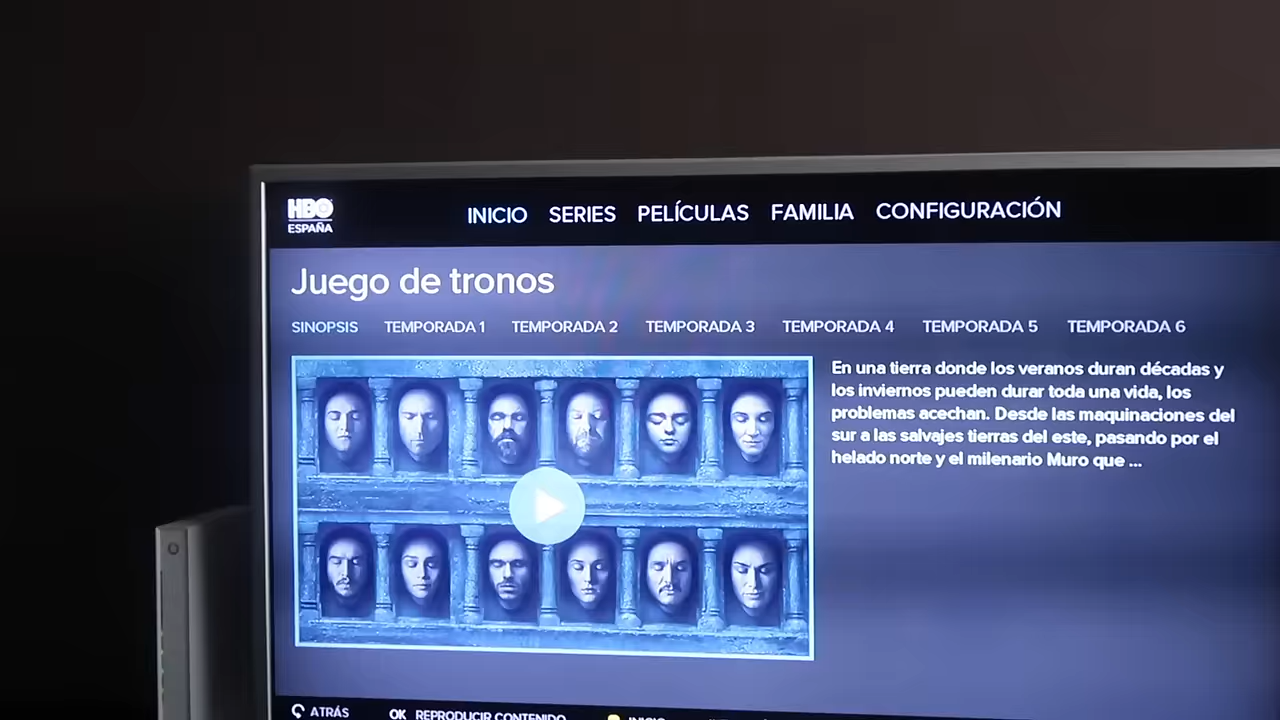 HBO
ESPAÑA
INICIO SERIES PELÍCULAS FAMILIA CONFIGURACIÓN
Juego de tronos
SINOPSIS TEMPORADA 1 TEMPORADA 2 TEMPORADA 3 TEMPORADA 4 TEMPORADA 5 TEMPORADA 6
En una tierra donde los veranos duran décadas y
los inviernos pueden durar toda una vida, los
problemas acechan. Desde las maquinaciones del
sur a las salvajes tierras del este, pasando por el
helado norte y el milenario Muro que ...
ATRÁS OK REPRODUCIR CONTENIDO INICIO